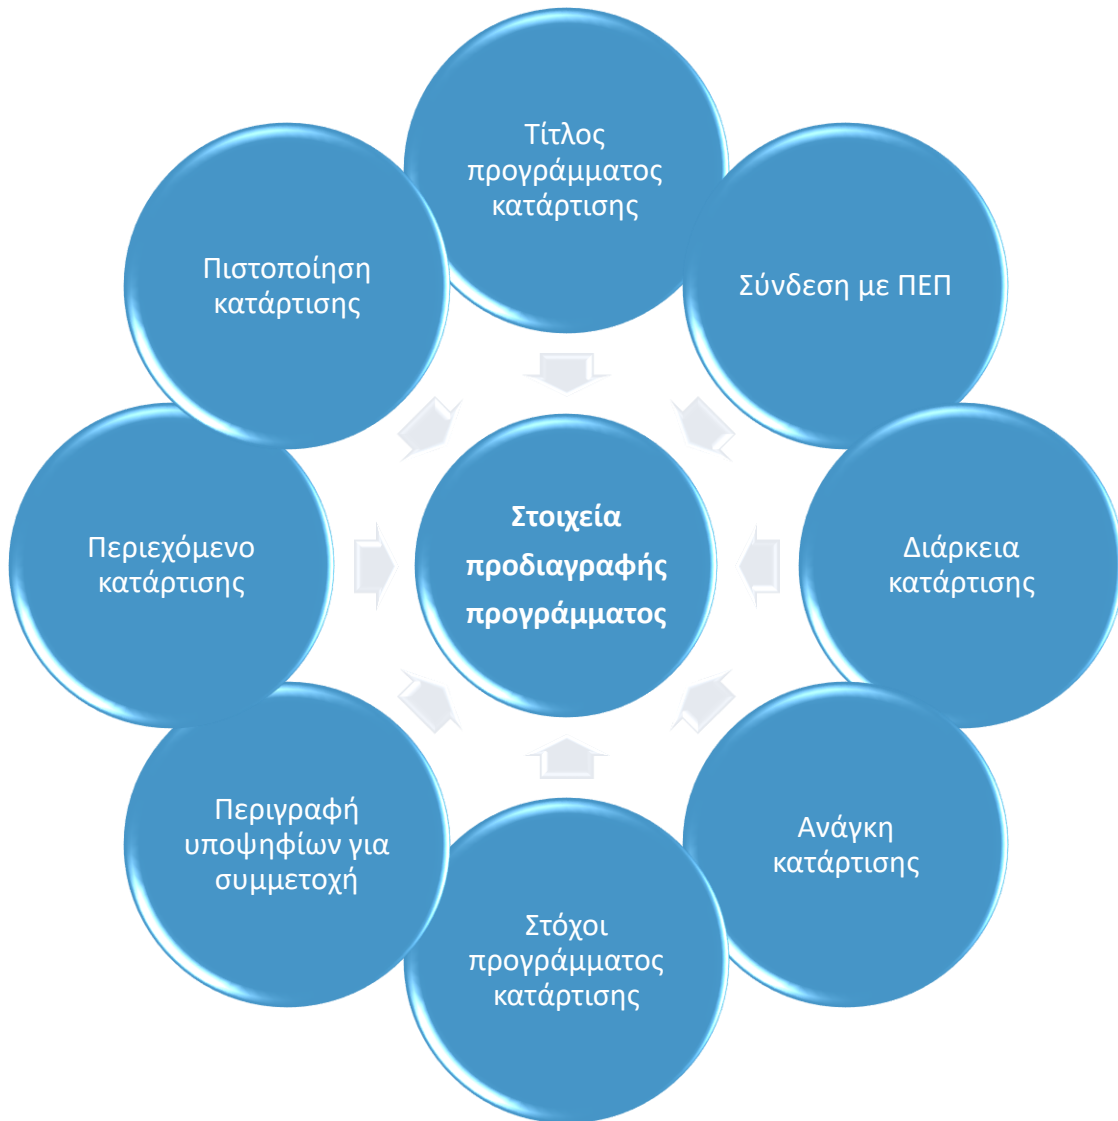 Τίτλος
προγράμματος
κατάρτισης
Σύνδεση με ΠΕΠ
Διάρκεια
κατάρτισης
Ανάγκη
κατάρτισης
Στόχοι
προγράμματος
κατάρτισης
Περιγραφή
υποψηφίων για
συμμετοχή
Περιεχόμενο
κατάρτισης
Πιστοποίηση
κατάρτισης
Στοιχεία
προδιαγραφής
προγράμματος